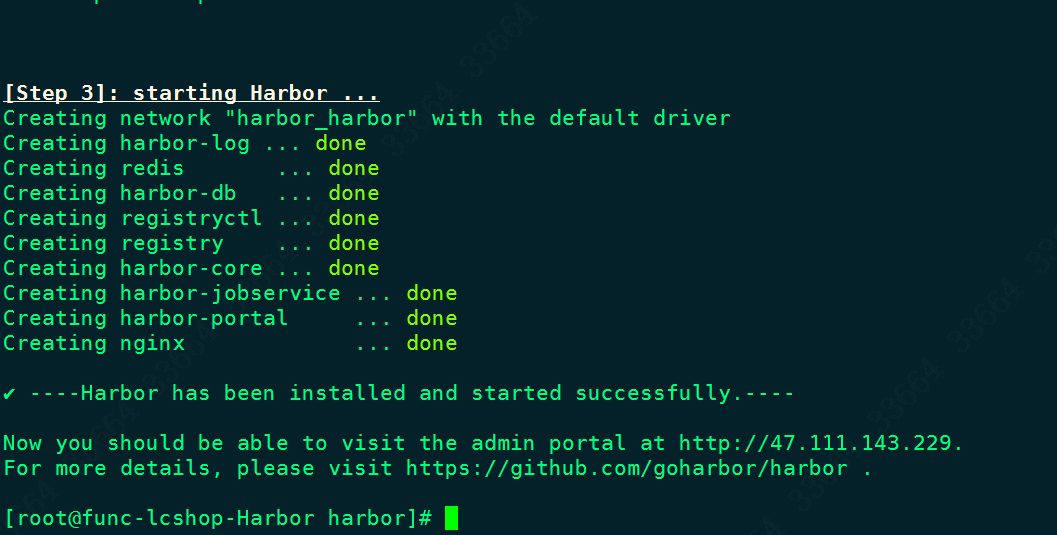 [Step 3]: starting Harbor ...
Creating network "harbor_harbor" with the default driver
Creating harbor-log ... done
Creating redis       ... done
Creating harbor-db   ... done
Creating registryctl ... done
Creating registry    ... done
Creating harbor-core ... done
Creating harbor-jobservice ... done
Creating harbor-portal     ... done
Creating nginx             ... done
✔ ----Harbor has been installed and started successfully.----
Now you should be able to visit the admin portal at http://47.111.143.229.
For more details, please visit https://github.com/goharbor/harbor .
[root@func-lcshop-Harbor harbor]#